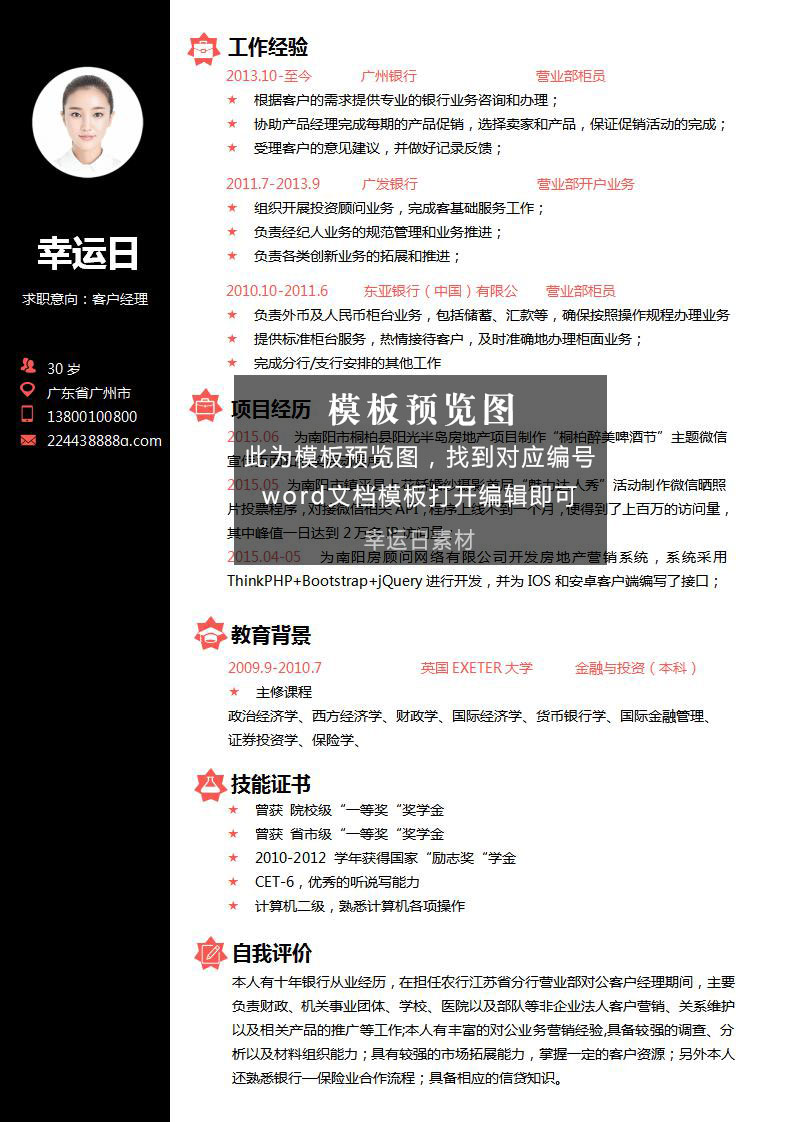 幸运日
求职意向：客户经理
30 岁
广东省广州市
13800100800
224438888q.com
工作经验
2013.10-至今 广州银行 营业部柜员
★ 根据客户的需求提供专业的银行业务咨询和办理；
★ 协助产品经理完成每期的产品促销，选择卖家和产品，保证促销活动的完成；
★ 受理客户的意见建议，并做好记录反馈；
2011.7-2013.9 广发银行 营业部开户业务
★ 组织开展投资顾问业务，完成客基础服务工作；
★ 负责经纪人业务的规范管理和业务推进；
★ 负责各类创新业务的拓展和推进；
2010.10-2011.6 东亚银行（中国）有限公 营业部柜员
★ 负责外币及人民币柜台业务，包括储蓄、汇款等，确保按照操作规程办理业务
★ 提供标准柜台服务，热情接待客户，及时准确地办理柜面业务；
★ 完成分行/支行安排的其他工作
项目经历
模板预览图
2015.06 为南阳市桐柏县阳光半岛房地产项目制作“桐柏醉美啤酒节”主题微信
此为模板预览图，找到对应编号
2015.05 为南阳市镇平县 活动制作微信晒照
word文档模板打开编辑即可
片投票程序，对接微信相关 API，程序上线不到一个月，便得到了上百万的访问量，
其中峰值一日达到 2 万
幸运日素材
2015.04-05 为南阳房顾问网络有限公司开发房地产营销系统，系统采用
ThinkPHP+Bootstrap+jQuery 进行开发，并为 IOS 和安卓客户端编写了接口；
教育背景
2009.9-2010.7 英国 EXETER 大学 金融与投资（本科）
★ 主修课程
政治经济学、西方经济学、财政学、国际经济学、货币银行学、国际金融管理、
证券投资学、保险学、
技能证书
★ 曾获 院校级“一等奖“奖学金
★ 曾获 省市级“一等奖“奖学金
★ 2010-2012 学年获得国家“励志奖“学金
★ CET-6，优秀的听说写能力
★ 计算机二级，熟悉计算机各项操作
自我评价
本人有十年银行从业经历，在担任农行江苏省分行营业部对公客户经理期间，主要
负责财政、机关事业团体、学校、医院以及部队等非企业法人客户营销、关系维护
以及相关产品的推广等工作;本人有丰富的对公业务营销经验,具备较强的调查、分
析以及材料组织能力；具有较强的市场拓展能力，掌握一定的客户资源；另外本人
还熟悉银行—保险业合作流程；具备相应的信贷知识。